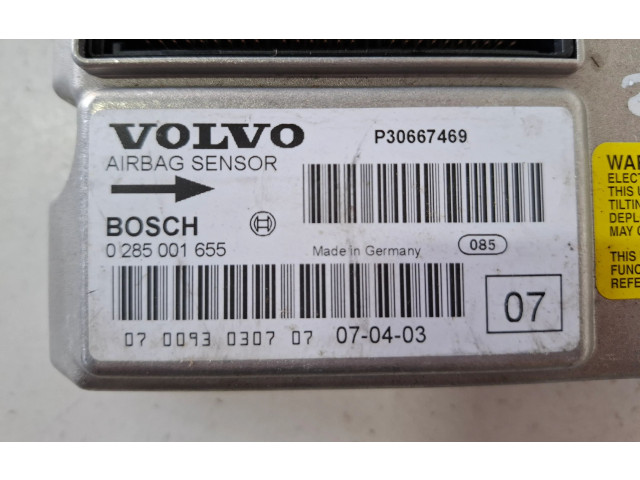 VOLVO
P30667469
AIRBAG SENSOR
BOSCH
0 285 001 655
Made in Germany
085
07
07 0093 0307 07
07-04-03
ELECT
THIS
TILTIN
DEPL
MAY
THIS
FUNC
REFE